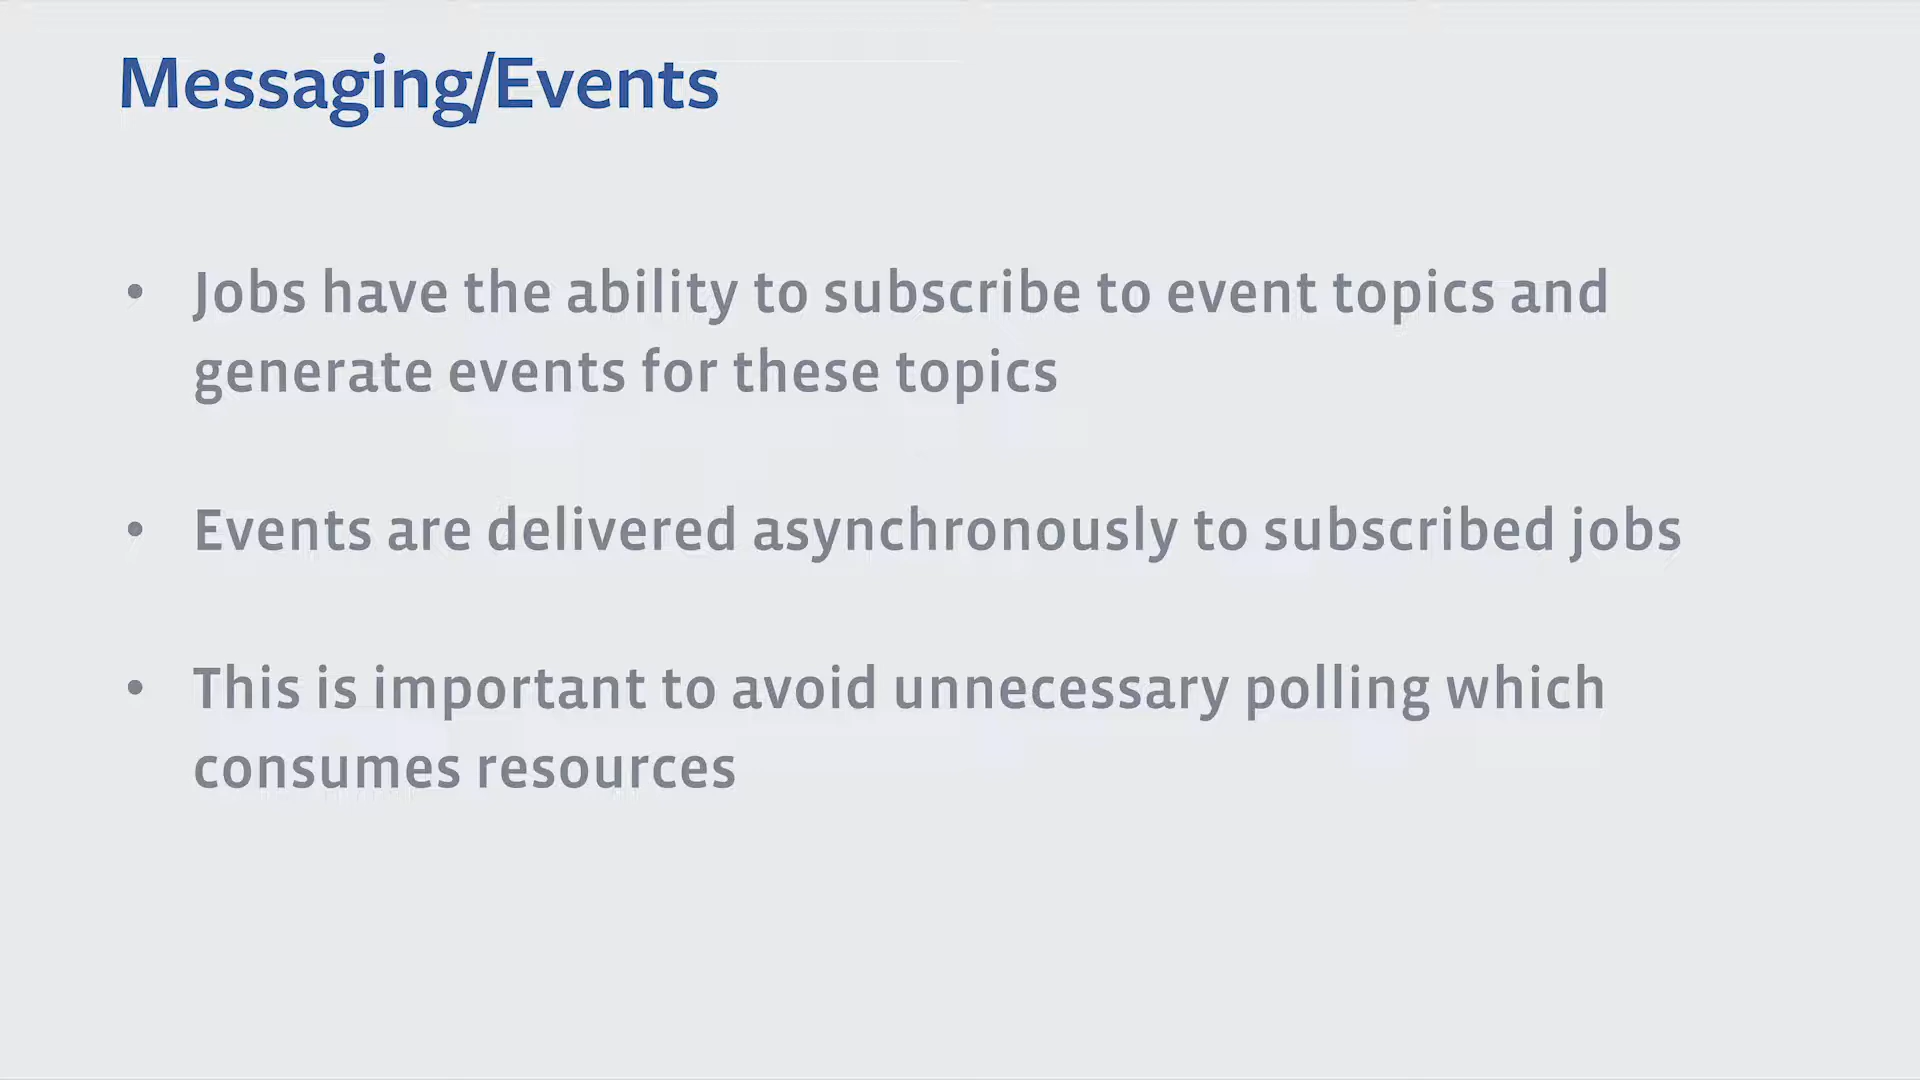 Messaging/Events
• Jobs have the ability to subscribe to event topics and
generate events for these topics
• Events are delivered asynchronously to subscribed jobs
• This is important to avoid unnecessary polling which
consumes resources